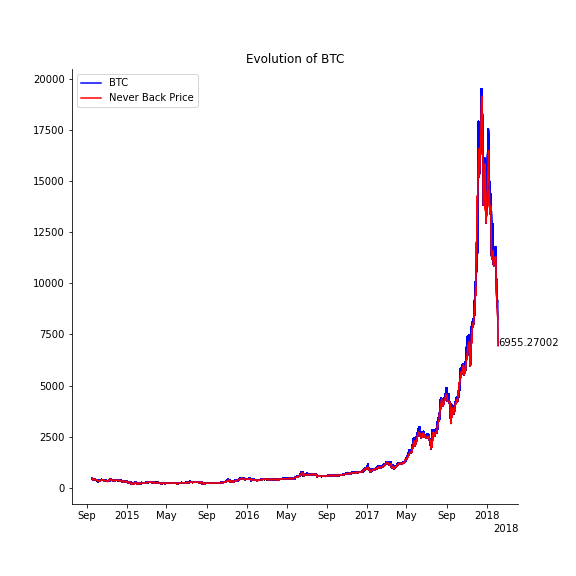 Evolution of BTC
BTC
Never Back Price
20000
17500
15000
12500
10000
7500
5000
2500
0
6955.27002
Sep 2015 May Sep 2016 May Sep 2017 May Sep 2018
2018